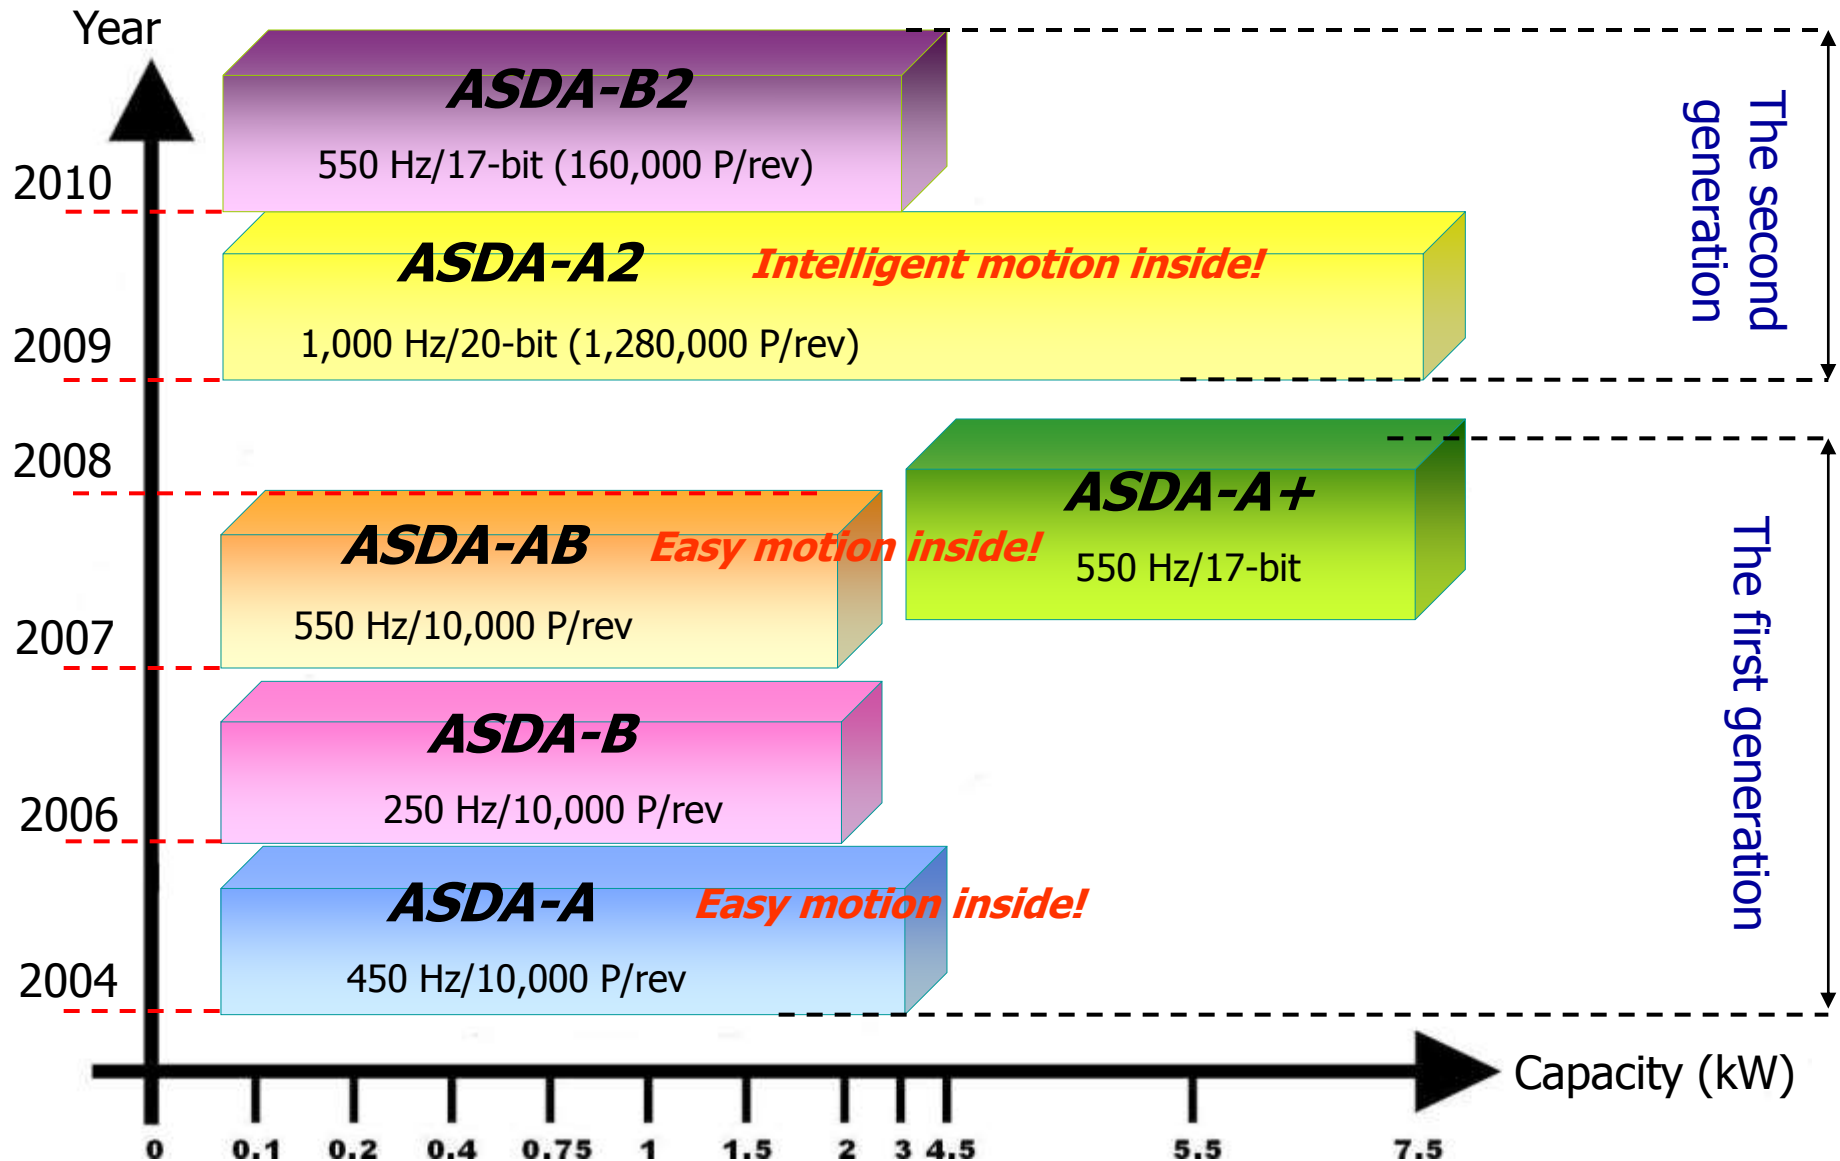 Year
ASDA-B2
550 Hz/17-bit (160,000 P/rev)
2010
ASDA-A2
Intelligent motion inside!
1,000 Hz/20-bit (1,280,000 P/rev)
2009
The second
generation
2008
ASDA-A+
550 Hz/17-bit
ASDA-AB
Easy motion inside!
550 Hz/10,000 P/rev
2007
ASDA-B
250 Hz/10,000 P/rev
2006
ASDA-A
Easy motion inside!
450 Hz/10,000 P/rev
2004
The first generation
Capacity (kW)
0 0.1 0.2 0.4 0.75 1 1.5 2 3 4.5 5.5 7.5